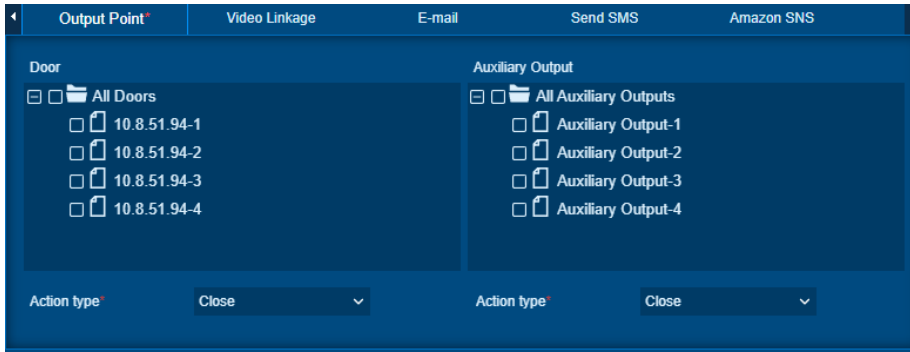 Output Point* Video Linkage E-mail Send SMS Amazon SNS
Door
All Doors
10.8.51.94-1
10.8.51.94-2
10.8.51.94-3
10.8.51.94-4
Action type* Close
Auxiliary Output
All Auxiliary Outputs
Auxiliary Output-1
Auxiliary Output-2
Auxiliary Output-3
Auxiliary Output-4
Action type* Close